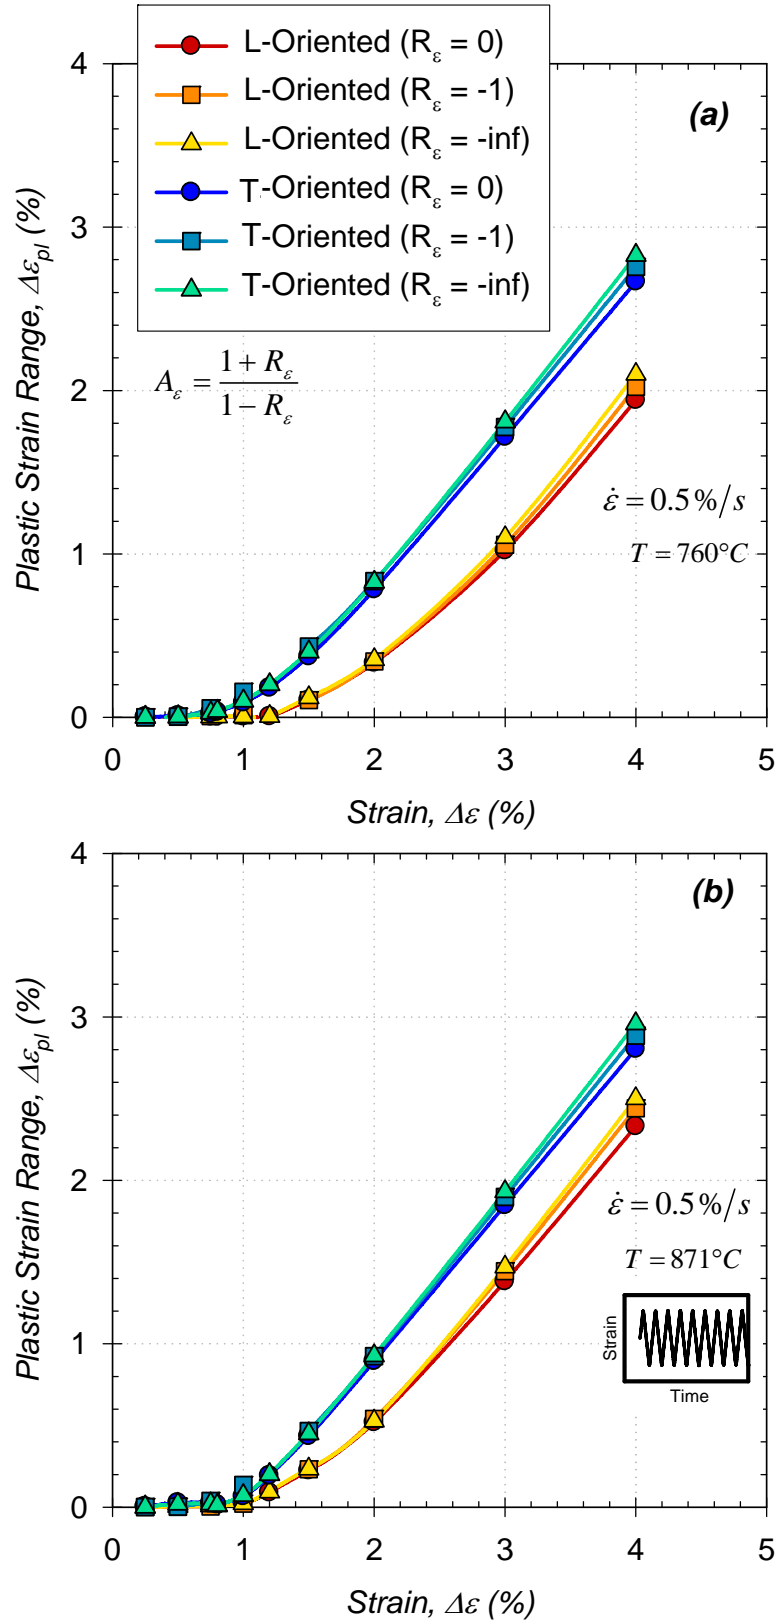 L-Oriented (Rε = 0)
L-Oriented (Rε = -1)
L-Oriented (Rε = -inf)
T-Oriented (Rε = 0)
T-Oriented (Rε = -1)
T-Oriented (Rε = -inf)
(a)
Aε = (1 + Rε) / (1 − Rε)
ε̇ = 0.5%/s
T = 760°C
Plastic Strain Range, Δεpl (%)
4
3
2
1
0
0 1 2 3 4 5
Strain, Δε (%)
(b)
ε̇ = 0.5%/s
T = 871°C
Strain
Time
Plastic Strain Range, Δεpl (%)
4
3
2
1
0
0 1 2 3 4 5
Strain, Δε (%)